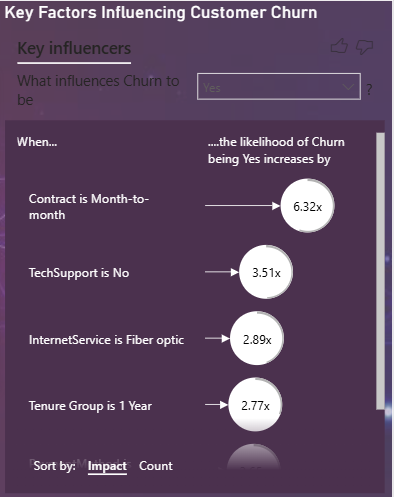 Key Factors Influencing Customer Churn
Key influencers
What influences Churn to
be
Yes
?
When...
....the likelihood of Churn
being Yes increases by
Contract is Month-to-
month
6.32x
TechSupport is No
3.51x
InternetService is Fiber optic
2.89x
Tenure Group is 1 Year
2.77x
Sort by: Impact Count